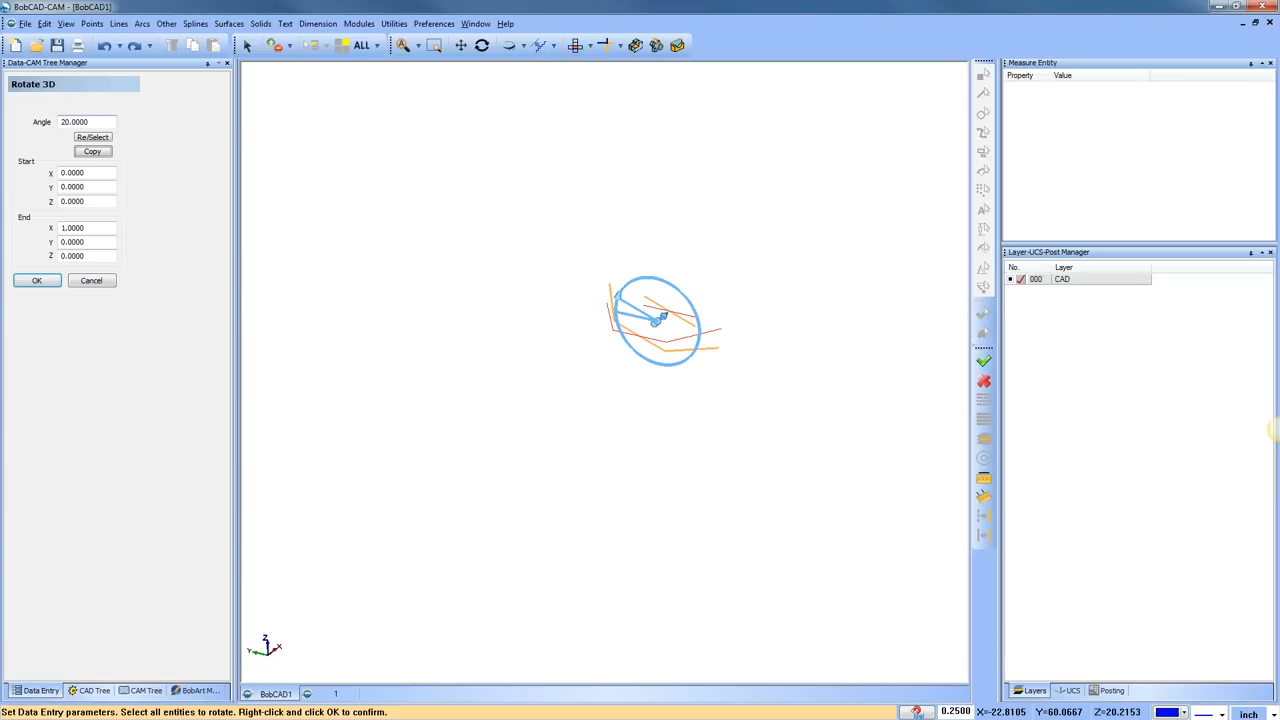 BobCAD-CAM - [BobCAD1]
File Edit View Points Lines Arcs Other Splines Surfaces Solids Text Dimension Modules Utilities Preferences Window Help
ALL
Data-CAM Tree Manager
Rotate 3D
Angle 20.0000
Re/Select
Copy
Start
X 0.0000
Y 0.0000
Z 0.0000
End
X 1.0000
Y 0.0000
Z 0.0000
OK Cancel
Z
Y X
Measure Entity
Property Value
Layer-UCS-Post Manager
No. Layer
000 CAD
Data Entry CAD Tree CAM Tree BobArt M...
BobCAD1 1
Layers UCS Posting
Set Data Entry parameters. Select all entities to rotate. Right-click and click OK to confirm.
0.2500 X=-22.8105 Y=60.0667 Z=20.2153 inch